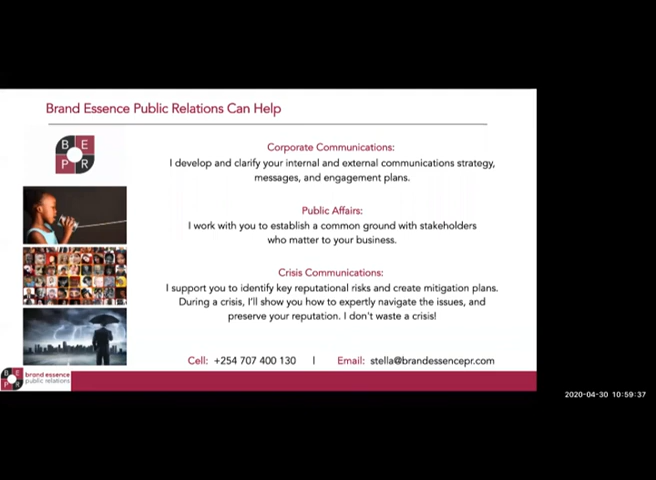 Brand Essence Public Relations Can Help
B E
P R
Corporate Communications:
I develop and clarify your internal and external communications strategy,
messages, and engagement plans.
Public Affairs:
I work with you to establish a common ground with stakeholders
who matter to your business.
Crisis Communications:
I support you to identify key reputational risks and create mitigation plans.
During a crisis, I'll show you how to expertly navigate the issues, and
preserve your reputation. I don't waste a crisis!
Cell: +254 707 400 130 | Email: stella@brandessencepr.com
B E
P R
brand essence
public relations
2020-04-30 10:59:37